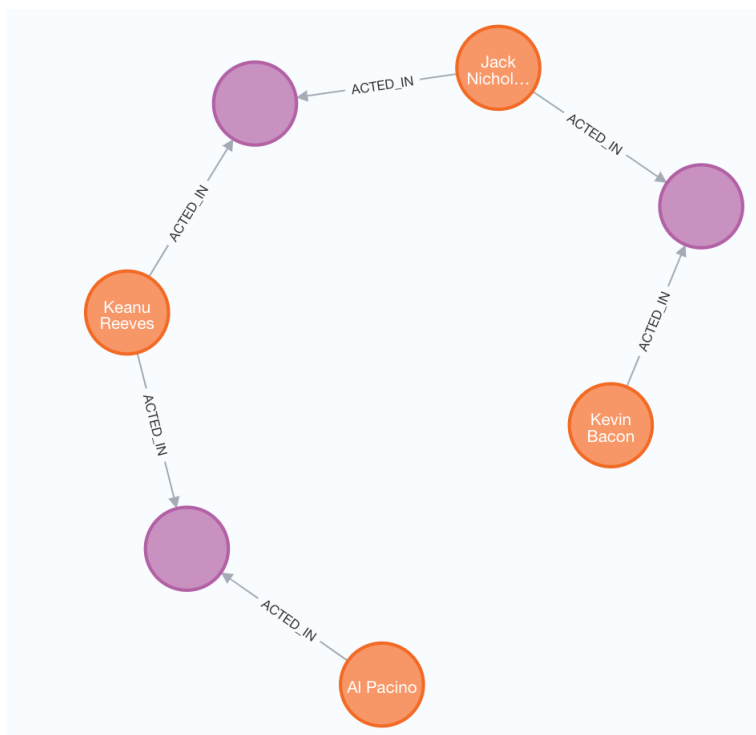 Jack
Nichol...
ACTED_IN
ACTED_IN
ACTED_IN
Keanu
Reeves
ACTED_IN
ACTED_IN
Kevin
Bacon
ACTED_IN
Al Pacino